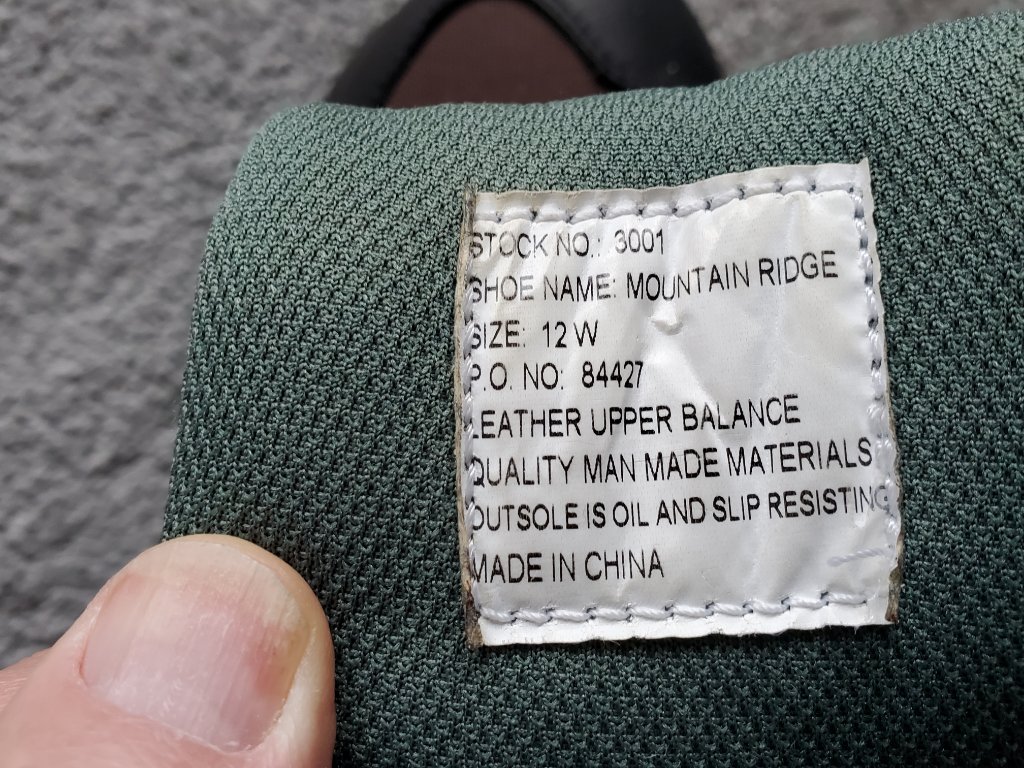 STOCK NO.: 3001
SHOE NAME: MOUNTAIN RIDGE
SIZE: 12 W
P.O. NO: 84427
LEATHER UPPER BALANCE
QUALITY MAN MADE MATERIALS
OUTSOLE IS OIL AND SLIP RESISTING
MADE IN CHINA